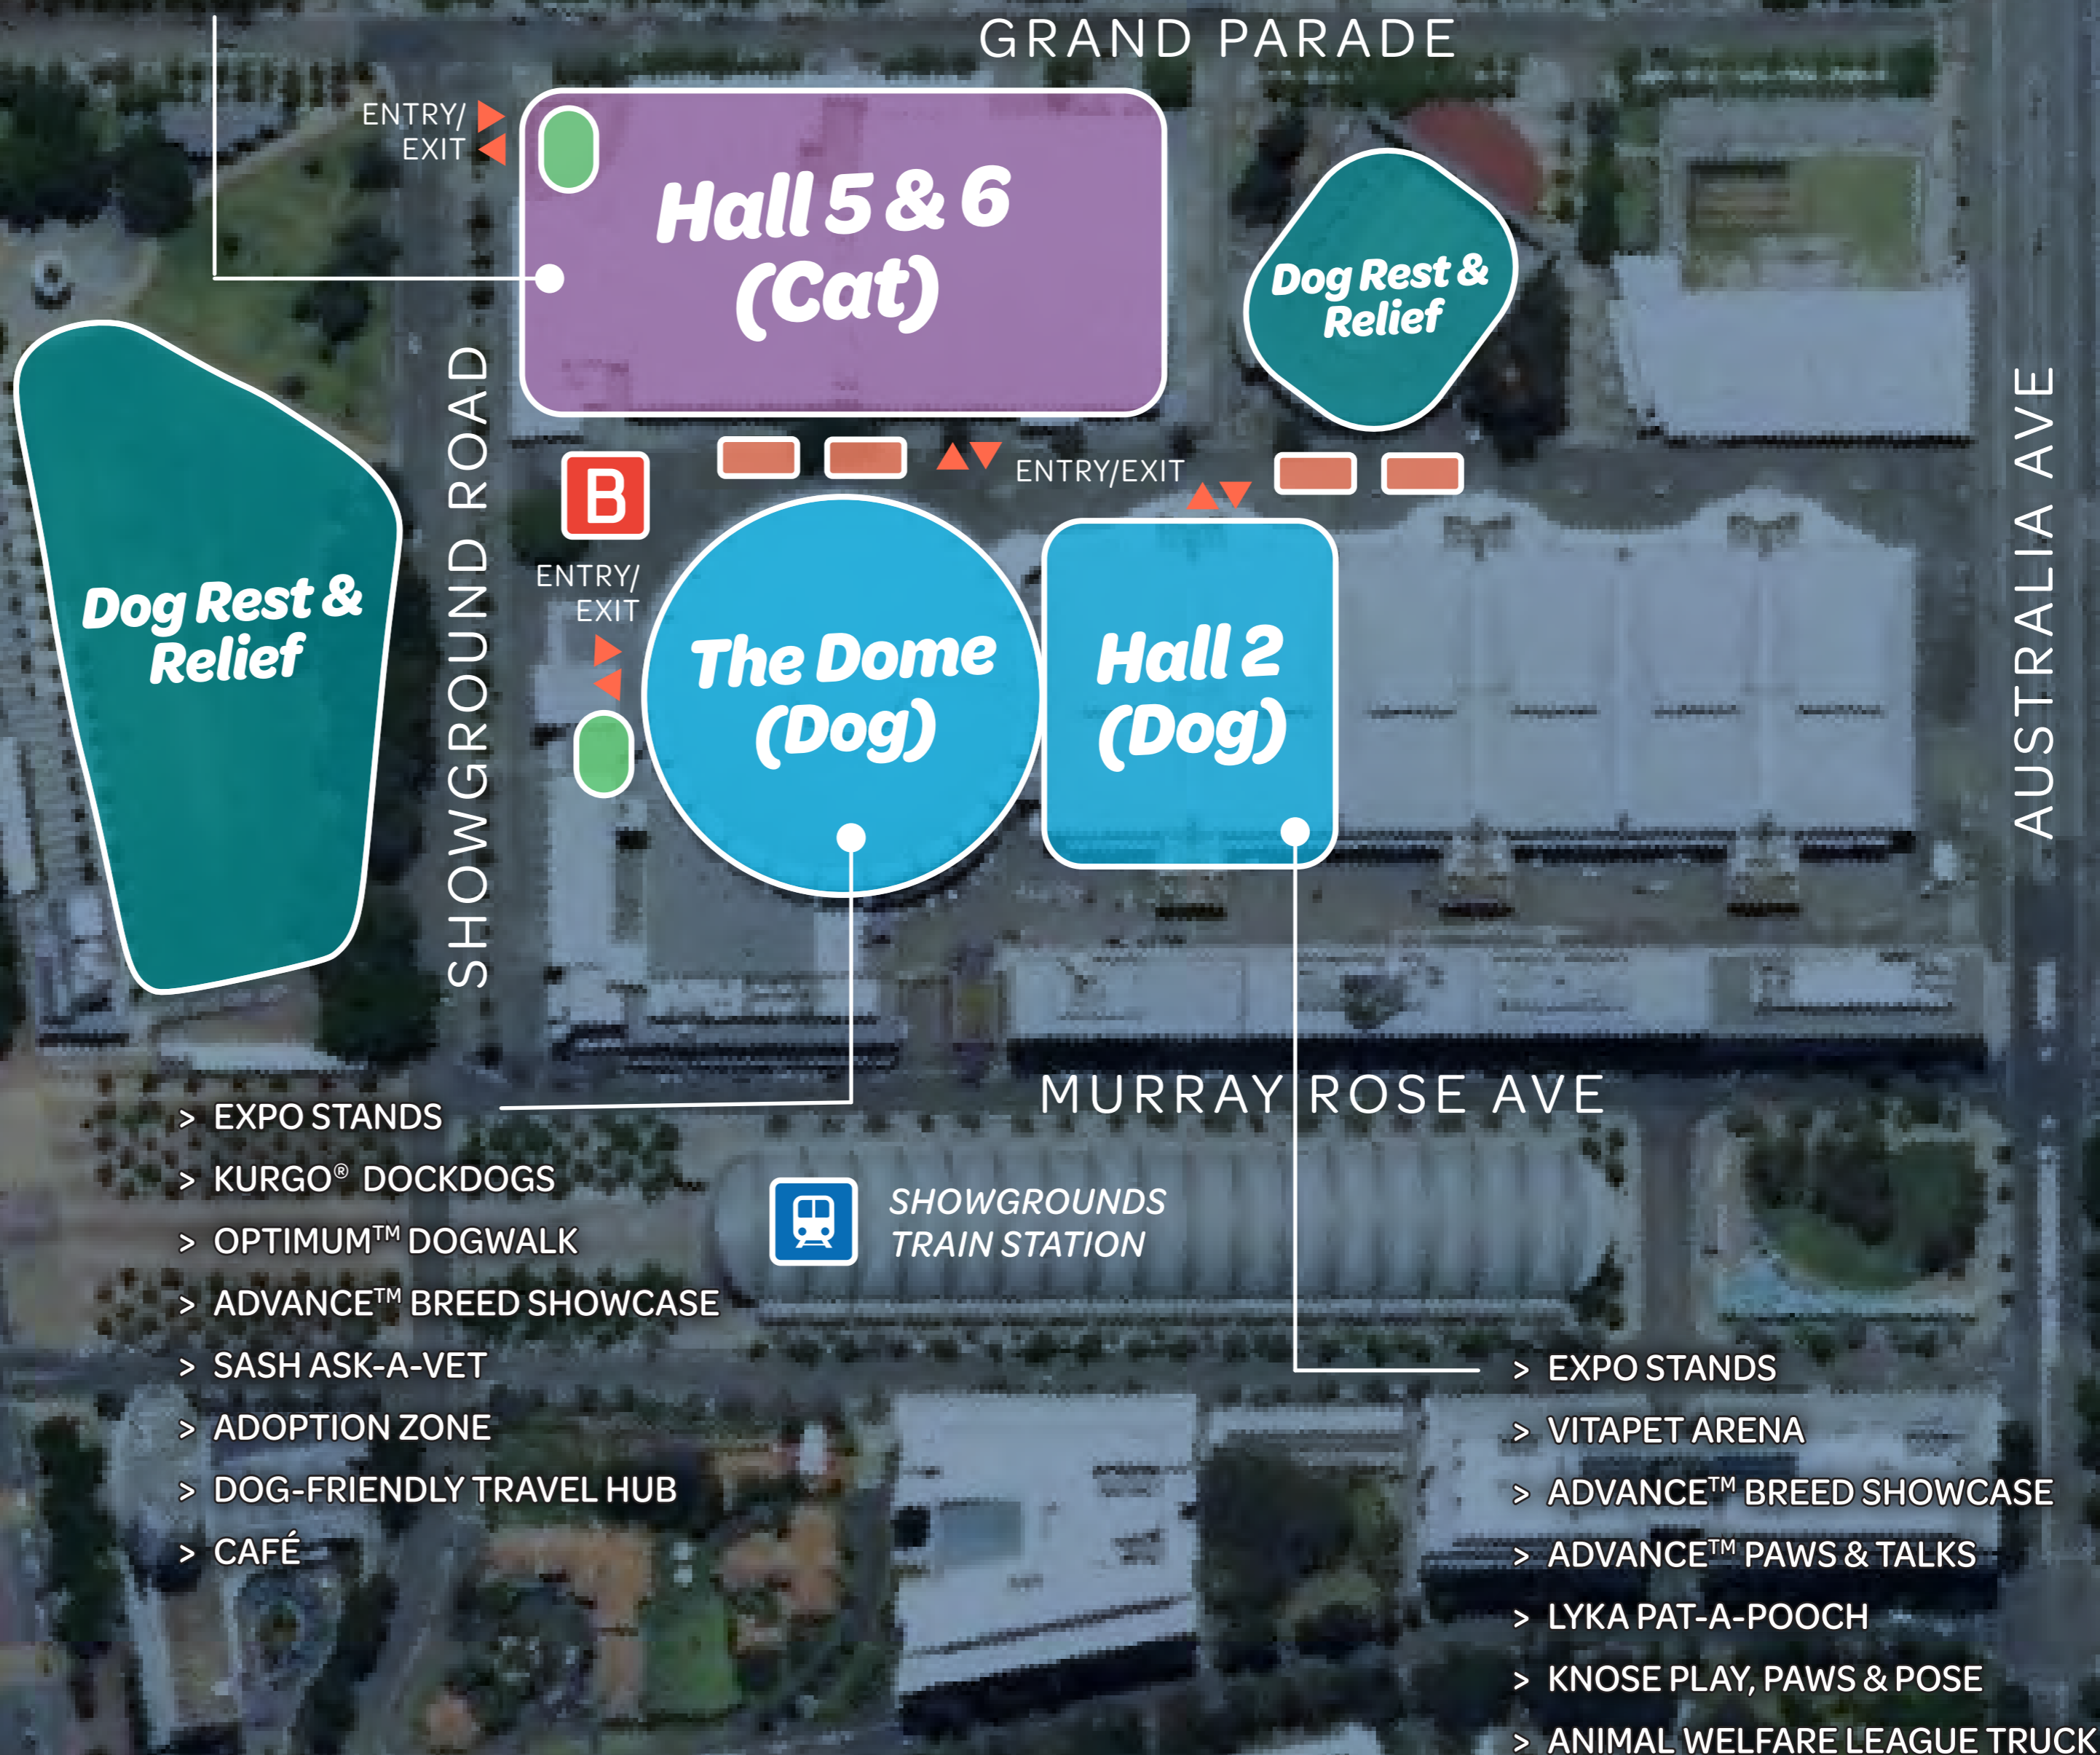 GRAND PARADE
ENTRY/
EXIT
Hall 5 & 6
(Cat)
Dog Rest &
Relief
SHOWGROUND ROAD
AUSTRALIA AVE
B
ENTRY/EXIT
ENTRY/
EXIT
Dog Rest &
Relief
The Dome
(Dog)
Hall 2
(Dog)
MURRAY ROSE AVE
SHOWGROUNDS
TRAIN STATION
> EXPO STANDS
> KURGO® DOCKDOGS
> OPTIMUM™ DOGWALK
> ADVANCE™ BREED SHOWCASE
> SASH ASK-A-VET
> ADOPTION ZONE
> DOG-FRIENDLY TRAVEL HUB
> CAFÉ
> EXPO STANDS
> VITAPET ARENA
> ADVANCE™ BREED SHOWCASE
> ADVANCE™ PAWS & TALKS
> LYKA PAT-A-POOCH
> KNOSE PLAY, PAWS & POSE
> ANIMAL WELFARE LEAGUE TRUCK